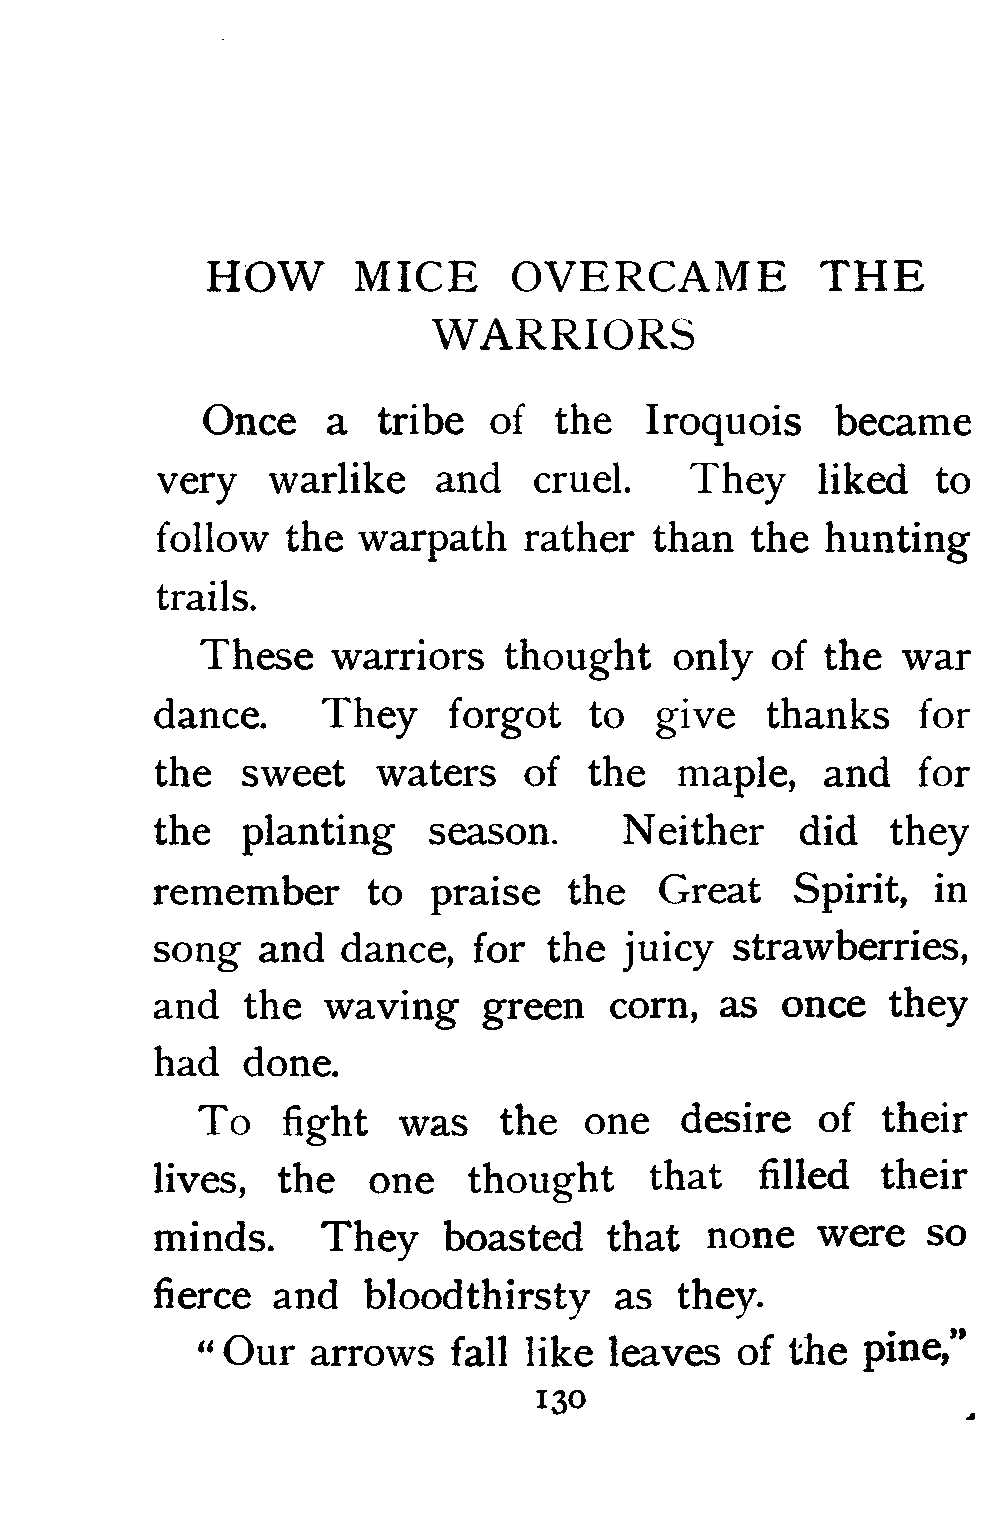 HOW MICE OVERCAME THE
WARRIORS
Once a tribe of the Iroquois became
very warlike and cruel. They liked to
follow the warpath rather than the hunting
trails.
These warriors thought only of the war
dance. They forgot to give thanks for
the sweet waters of the maple, and for
the planting season. Neither did they
remember to praise the Great Spirit, in
song and dance, for the juicy strawberries,
and the waving green corn, as once they
had done.
To fight was the one desire of their
lives, the one thought that filled their
minds. They boasted that none were so
fierce and bloodthirsty as they.
“Our arrows fall like leaves of the pine,”
130